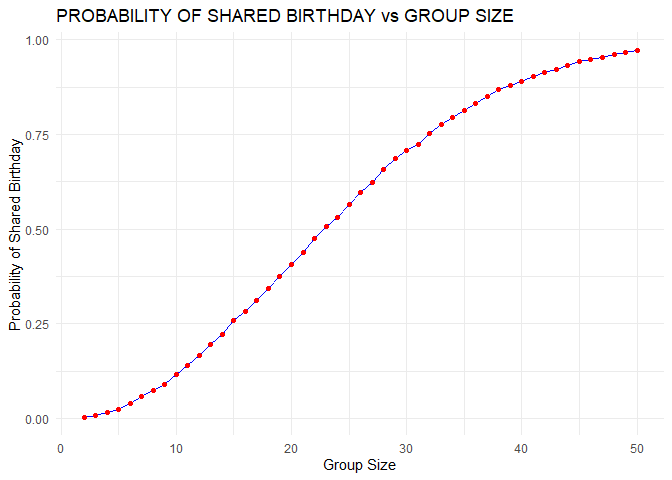 PROBABILITY OF SHARED BIRTHDAY vs GROUP SIZE
1.00
0.75
0.50
0.25
0.00
Probability of Shared Birthday
0 10 20 30 40 50
Group Size